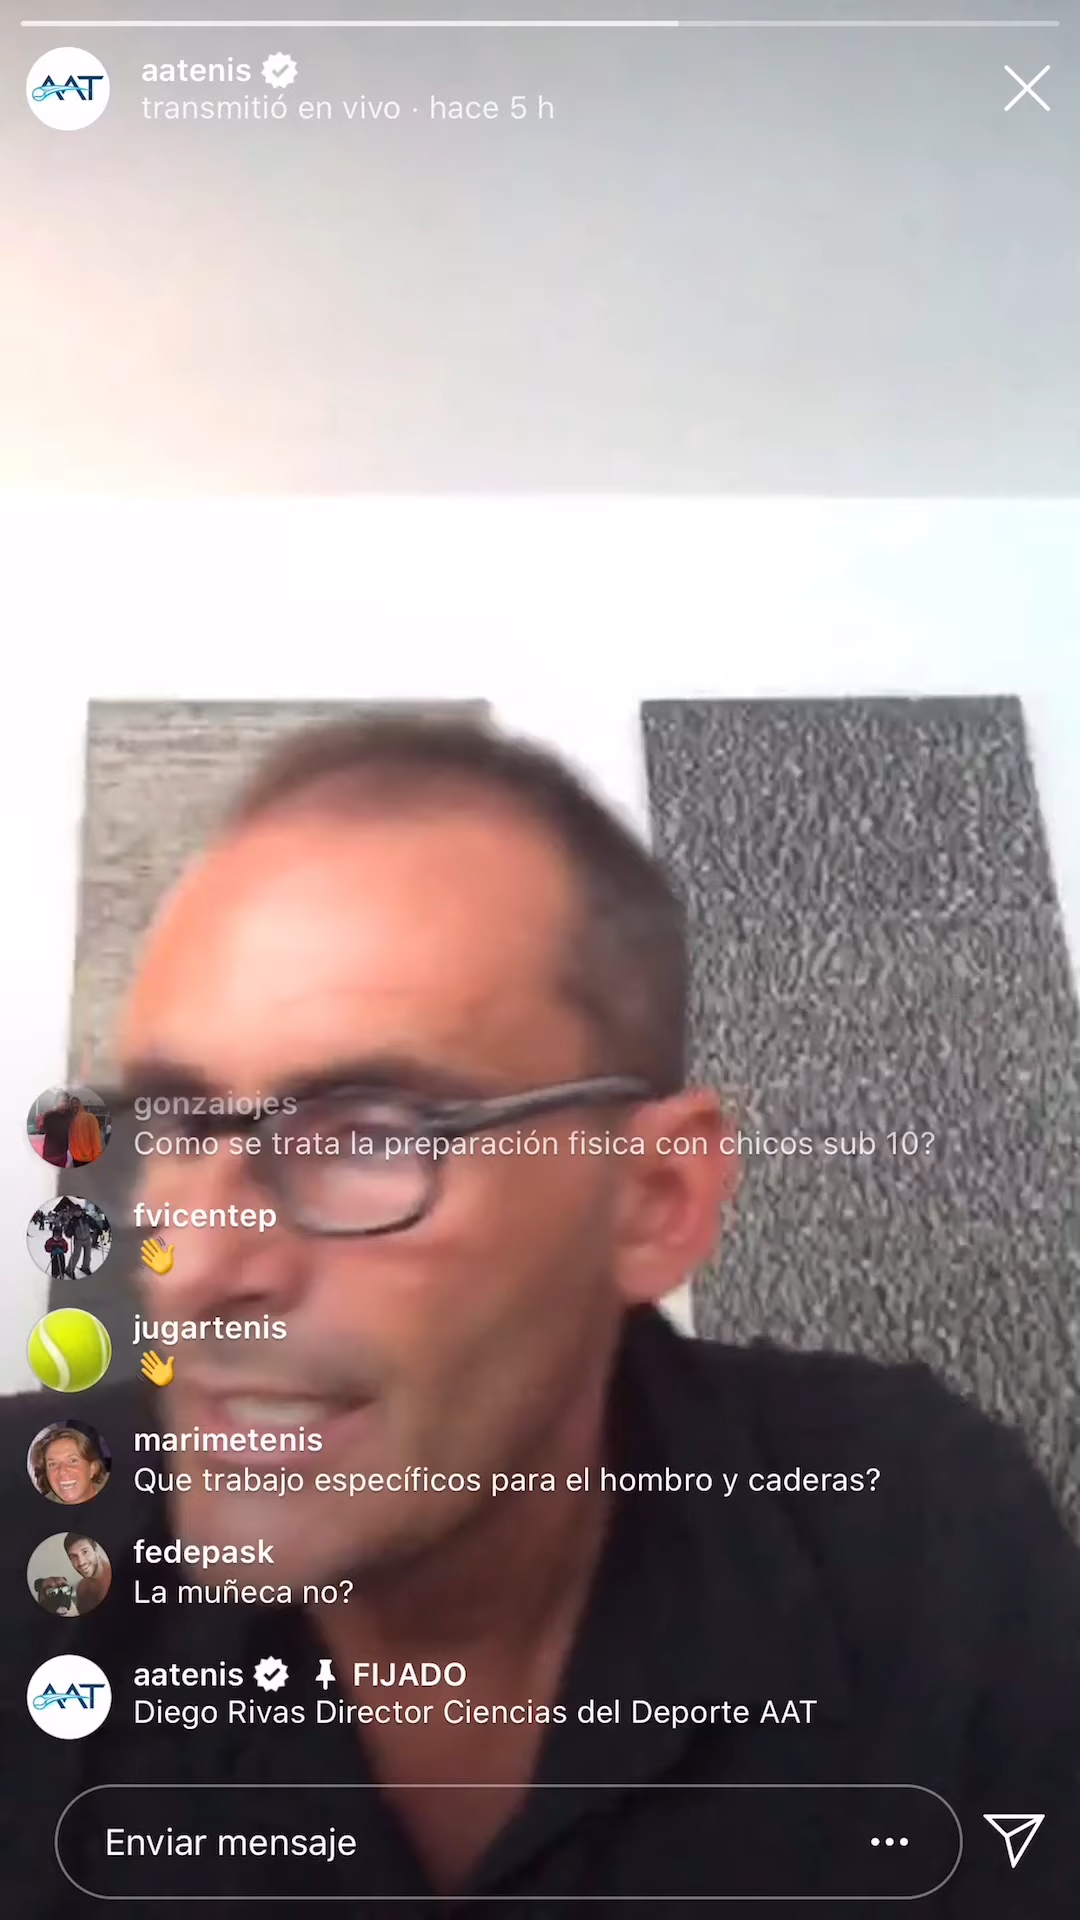 AAT
aatenis
transmitió en vivo · hace 5 h
gonzaiojes
Como se trata la preparación fisica con chicos sub 10?
fvicentep
👋
jugartenis
👋
marimetenis
Que trabajo específicos para el hombro y caderas?
fedepask
La muñeca no?
AAT
aatenis FIJADO
Diego Rivas Director Ciencias del Deporte AAT
Enviar mensaje